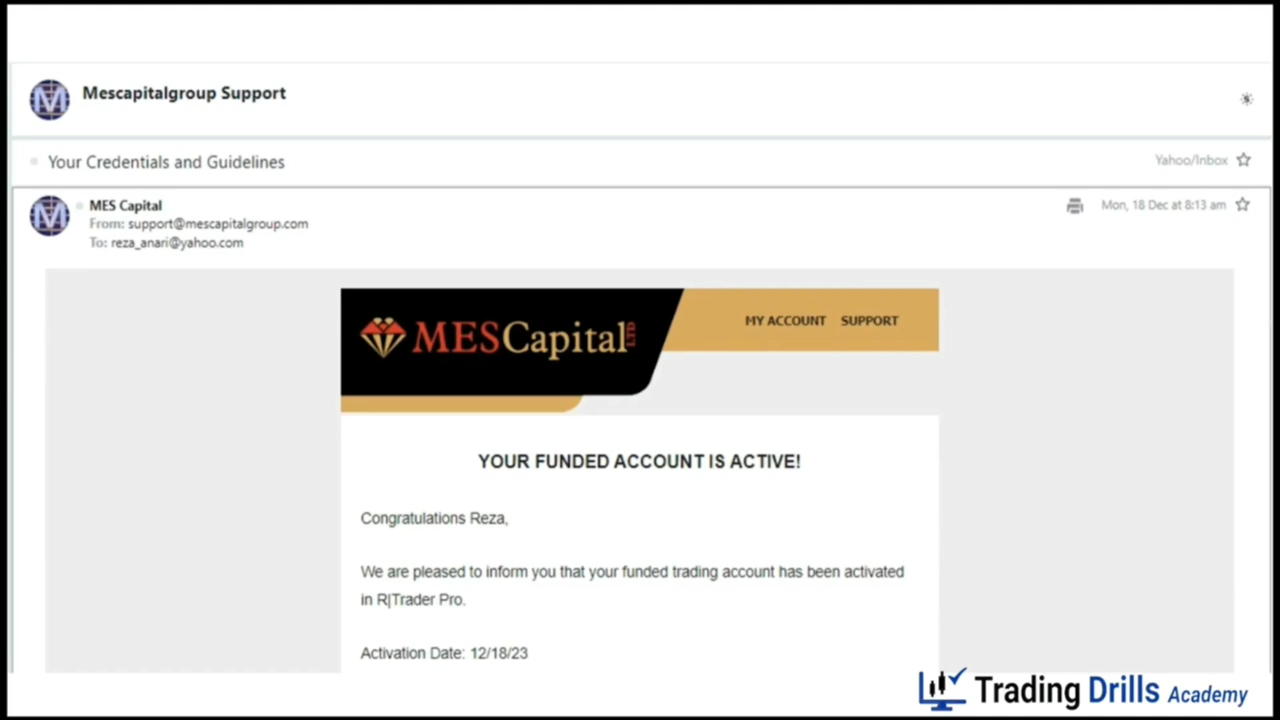 M
Mescapitalgroup Support
Your Credentials and Guidelines
Yahoo/Inbox
M
MES Capital
Mon, 18 Dec at 8:13 am
From: support@mescapitalgroup.com
To: reza_anari@yahoo.com
MES Capital LTD
MY ACCOUNT SUPPORT
YOUR FUNDED ACCOUNT IS ACTIVE!
Congratulations Reza,
We are pleased to inform you that your funded trading account has been activated
in R|Trader Pro.
Activation Date: 12/18/23
Trading Drills Academy